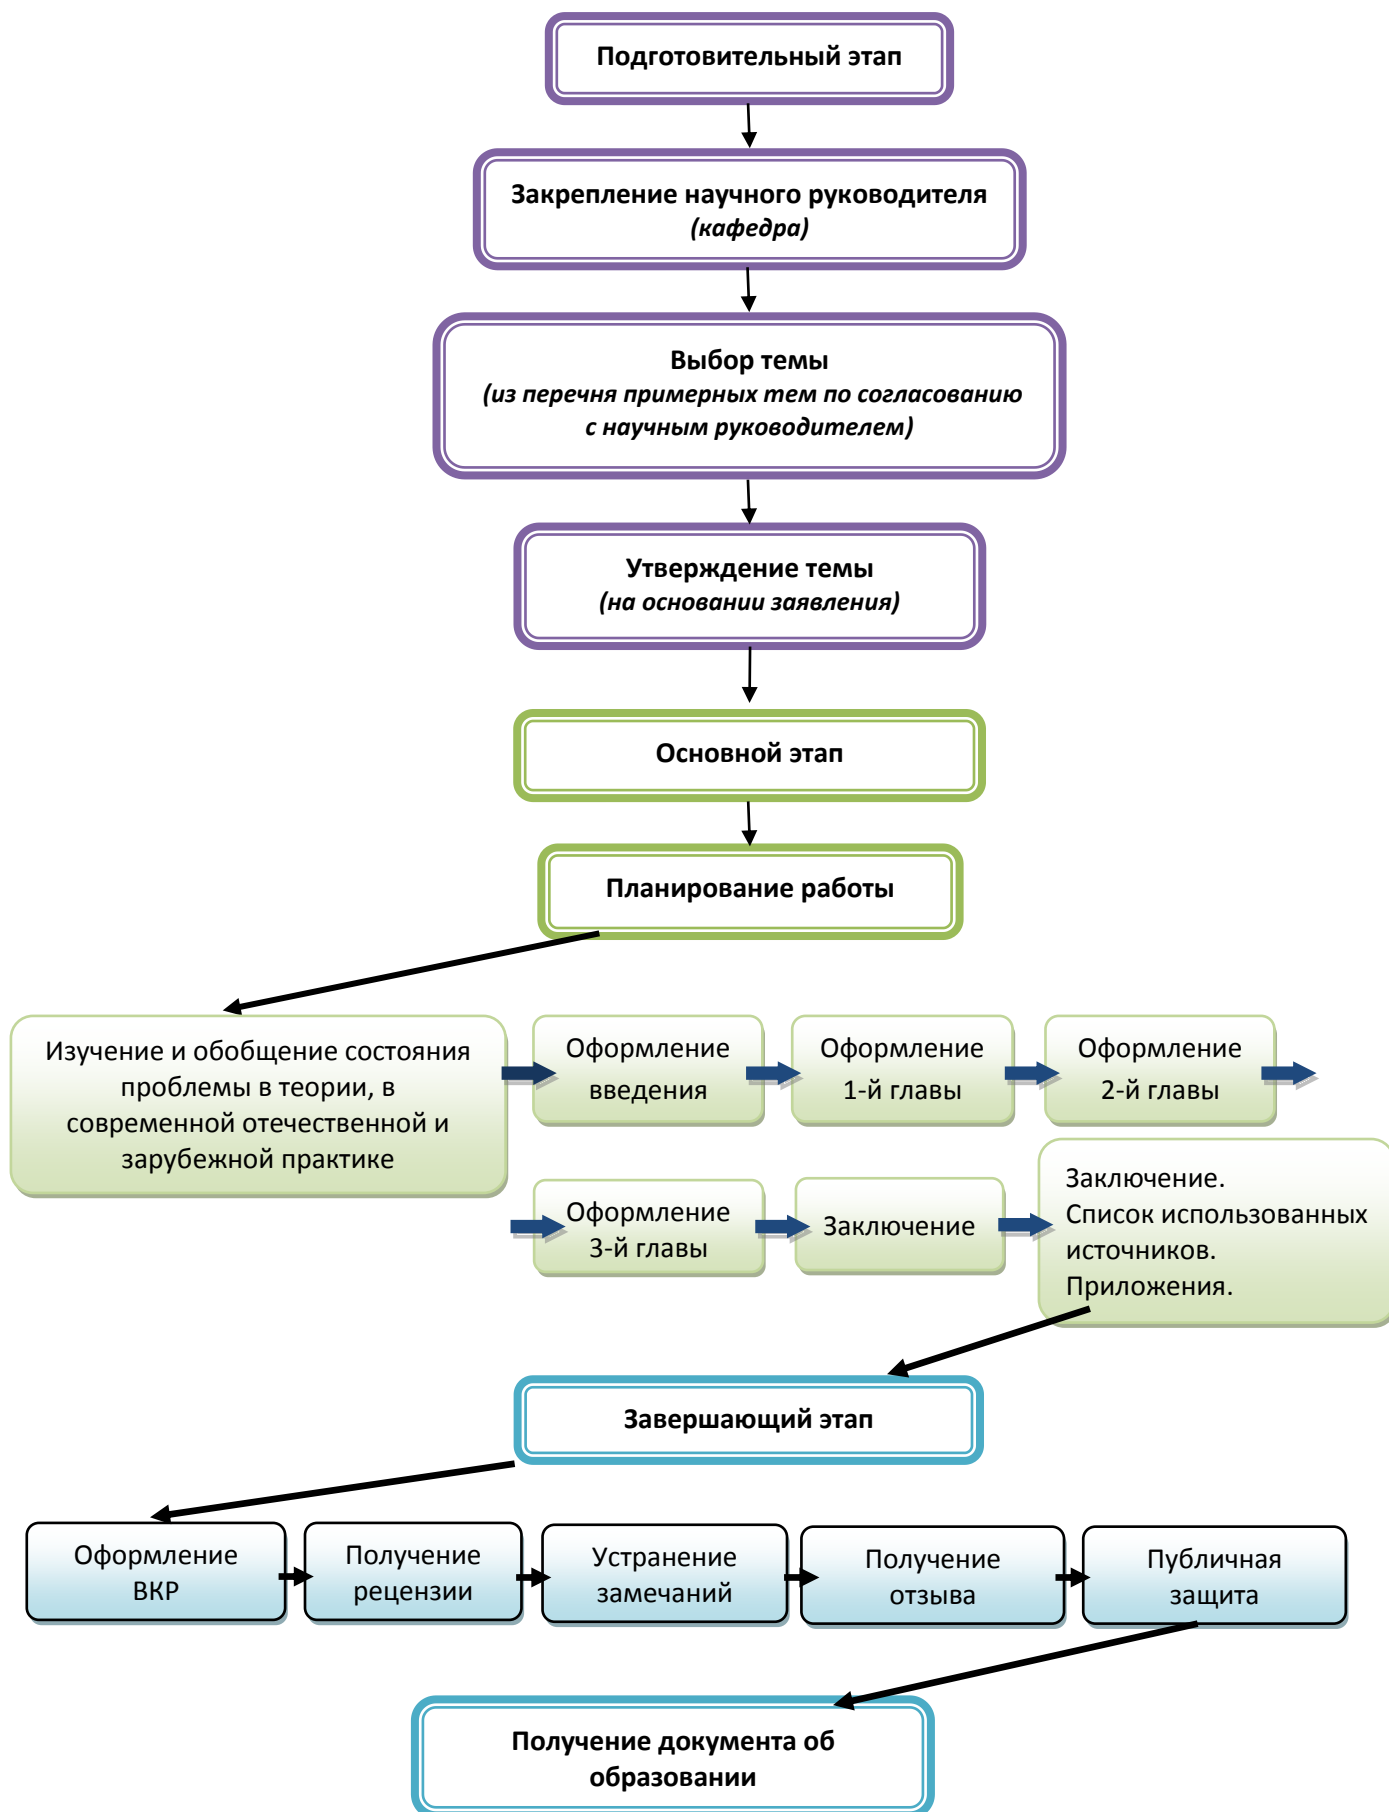 Подготовительный этап
Закрепление научного руководителя
(кафедра)
Выбор темы
(из перечня примерных тем по согласованию
с научным руководителем)
Утверждение темы
(на основании заявления)
Основной этап
Планирование работы
Изучение и обобщение состояния
проблемы в теории, в
современной отечественной и
зарубежной практике
Оформление
введения
Оформление
1-й главы
Оформление
2-й главы
Оформление
3-й главы
Заключение
Заключение.
Список использованных
источников.
Приложения.
Завершающий этап
Оформление
ВКР
Получение
рецензии
Устранение
замечаний
Получение
отзыва
Публичная
защита
Получение документа об
образовании